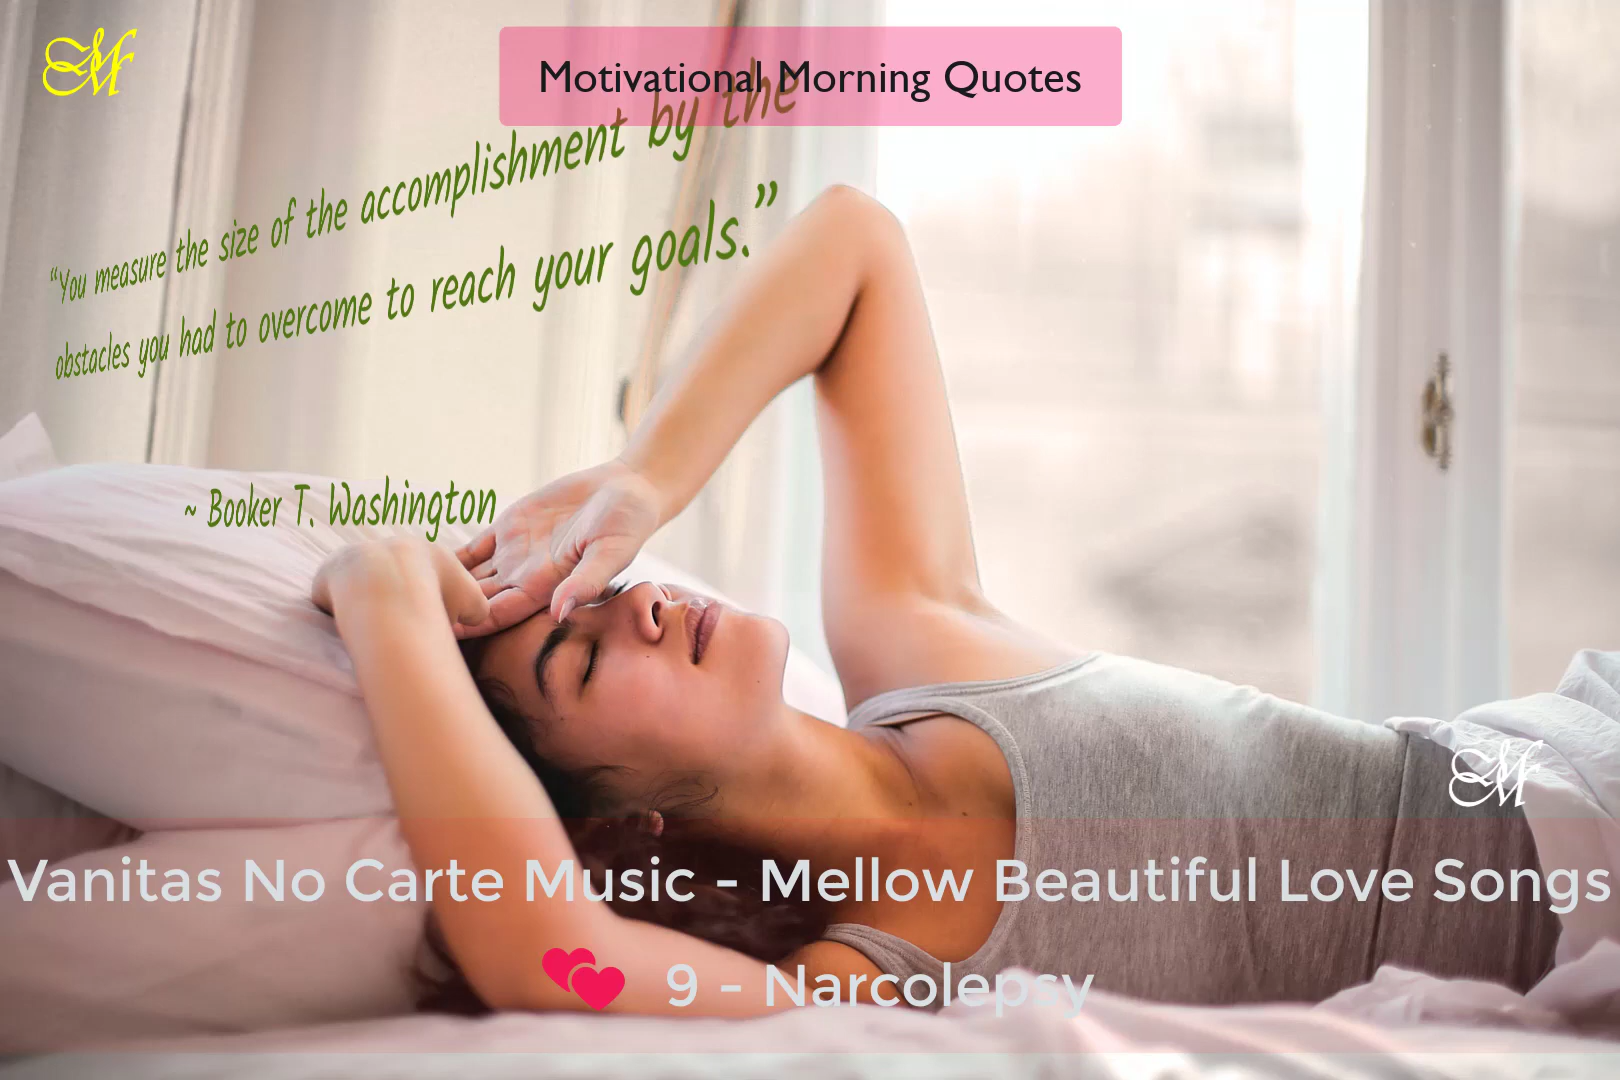 Motivational Morning Quotes
“You measure the size of the accomplishment by the
obstacles you had to overcome to reach your goals.”
~ Booker T. Washington
Vanitas No Carte Music - Mellow Beautiful Love Songs
9 - Narcolepsy